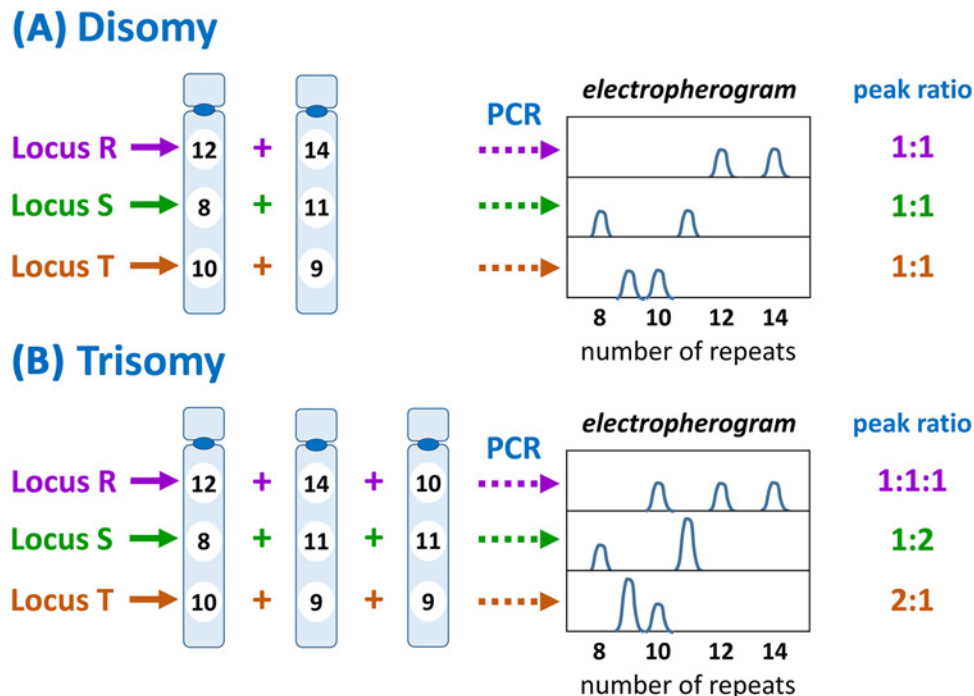 (A) Disomy
electropherogram peak ratio
PCR
Locus R 12 + 14 1:1
Locus S 8 + 11 1:1
Locus T 10 + 9 1:1
8 10 12 14
number of repeats
(B) Trisomy
electropherogram peak ratio
PCR
Locus R 12 + 14 + 10 1:1:1
Locus S 8 + 11 + 11 1:2
Locus T 10 + 9 + 9 2:1
8 10 12 14
number of repeats